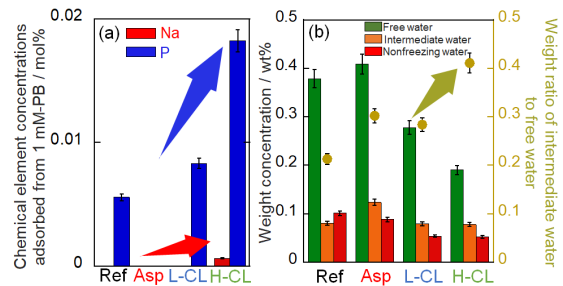 Chemical element concentrations
adsorbed from 1 mM-PB / mol%
0.02
0.01
0
(a)
Na
P
Ref Asp L-CL H-CL
Weight concentration / wt%
0.5
0.4
0.3
0.2
0.1
0
(b)
Free water
Intermediate water
Nonfreezing water
Ref Asp L-CL H-CL
0.5
0.4
0.3
0.2
0.1
0
Weight ratio of intermediate water
to free water